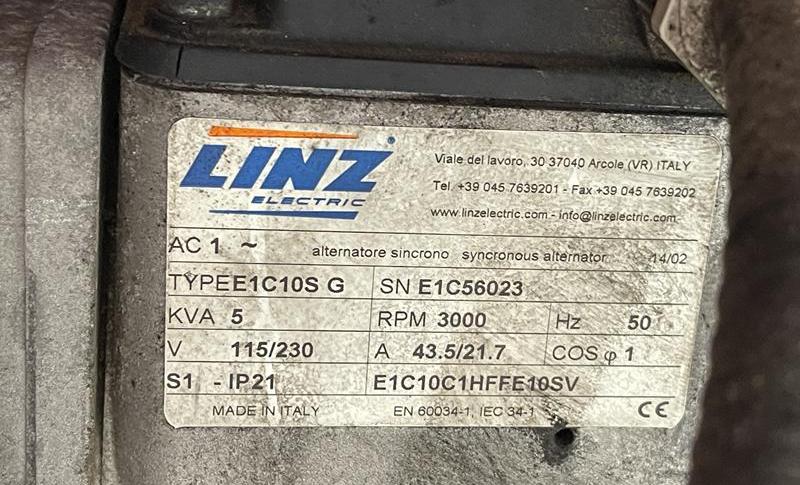 LINZ®
ELECTRIC
Viale del lavoro, 30 37040 Arcole (VR) ITALY
Tel. +39 045 7639201 - Fax +39 045 7639202
www.linzelectric.com - info@linzelectric.com
AC 1 ~ alternatore sincrono syncronous alternator 14/02
TYPE E1C10S G SN E1C56023
KVA 5 RPM 3000 Hz 50
V 115/230 A 43.5/21.7 COS φ 1
S1 - IP21 E1C10C1HFFE10SV
MADE IN ITALY EN 60034-1, IEC 34-1 CE